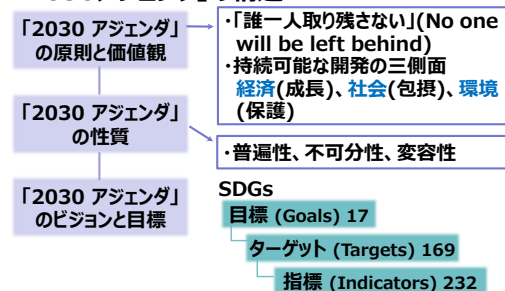 「2030 アジェンダ」
の原則と価値観
・「誰一人取り残さない」(No one
will be left behind)
・持続可能な開発の三側面
経済(成長)、社会(包摂)、環境
(保護)
「2030 アジェンダ」
の性質
・普遍性、不可分性、変容性
「2030 アジェンダ」
のビジョンと目標
SDGs
目標 (Goals) 17
ターゲット (Targets) 169
指標 (Indicators) 232